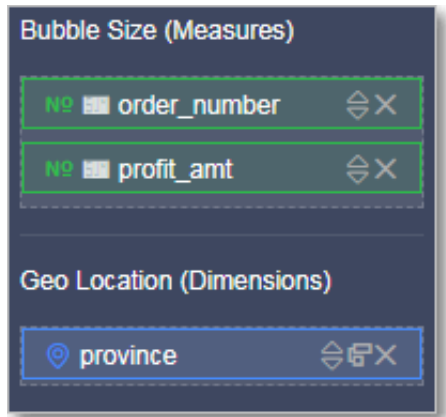 Bubble Size (Measures)
Nº order_number
Nº profit_amt
Geo Location (Dimensions)
province